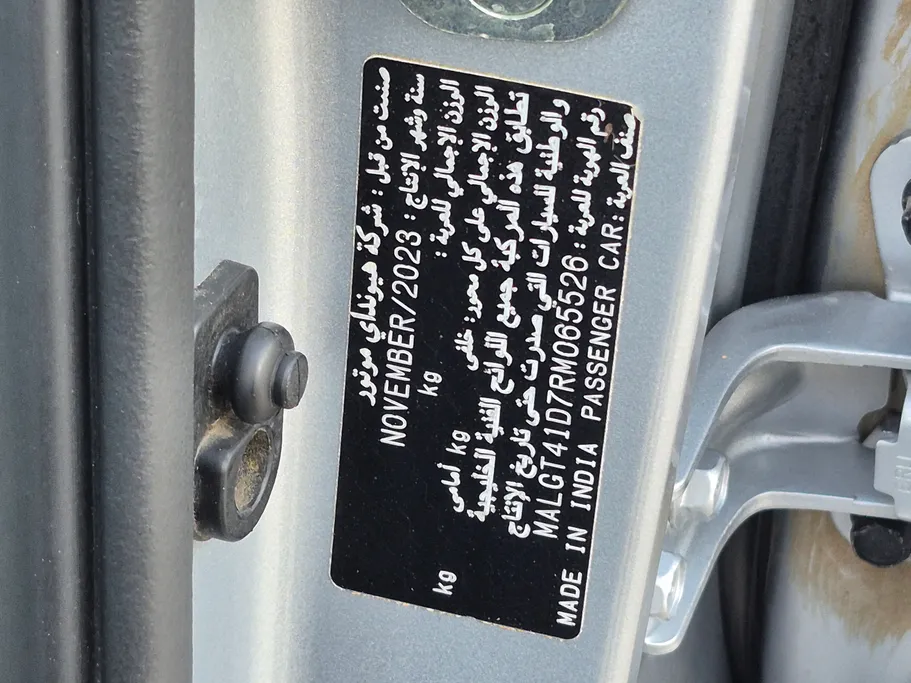 صنعت من قبل : شركة هيونداي موتور
سنة وشهر الإنتاج : NOVEMBER/2023
الوزن الإجمالي للعربة : kg
الوزن الإجمالي على كل محور : خلفي kg أمامى kg
تطابق هذه المركبة جميع اللوائح الفنية الخليجية
والوطنية للسيارات التي صدرت حتى تاريخ الإنتاج
رقم الهوية للعربة : MALGT41D7RM065526
صنف العربة : MADE IN INDIA PASSENGER CAR